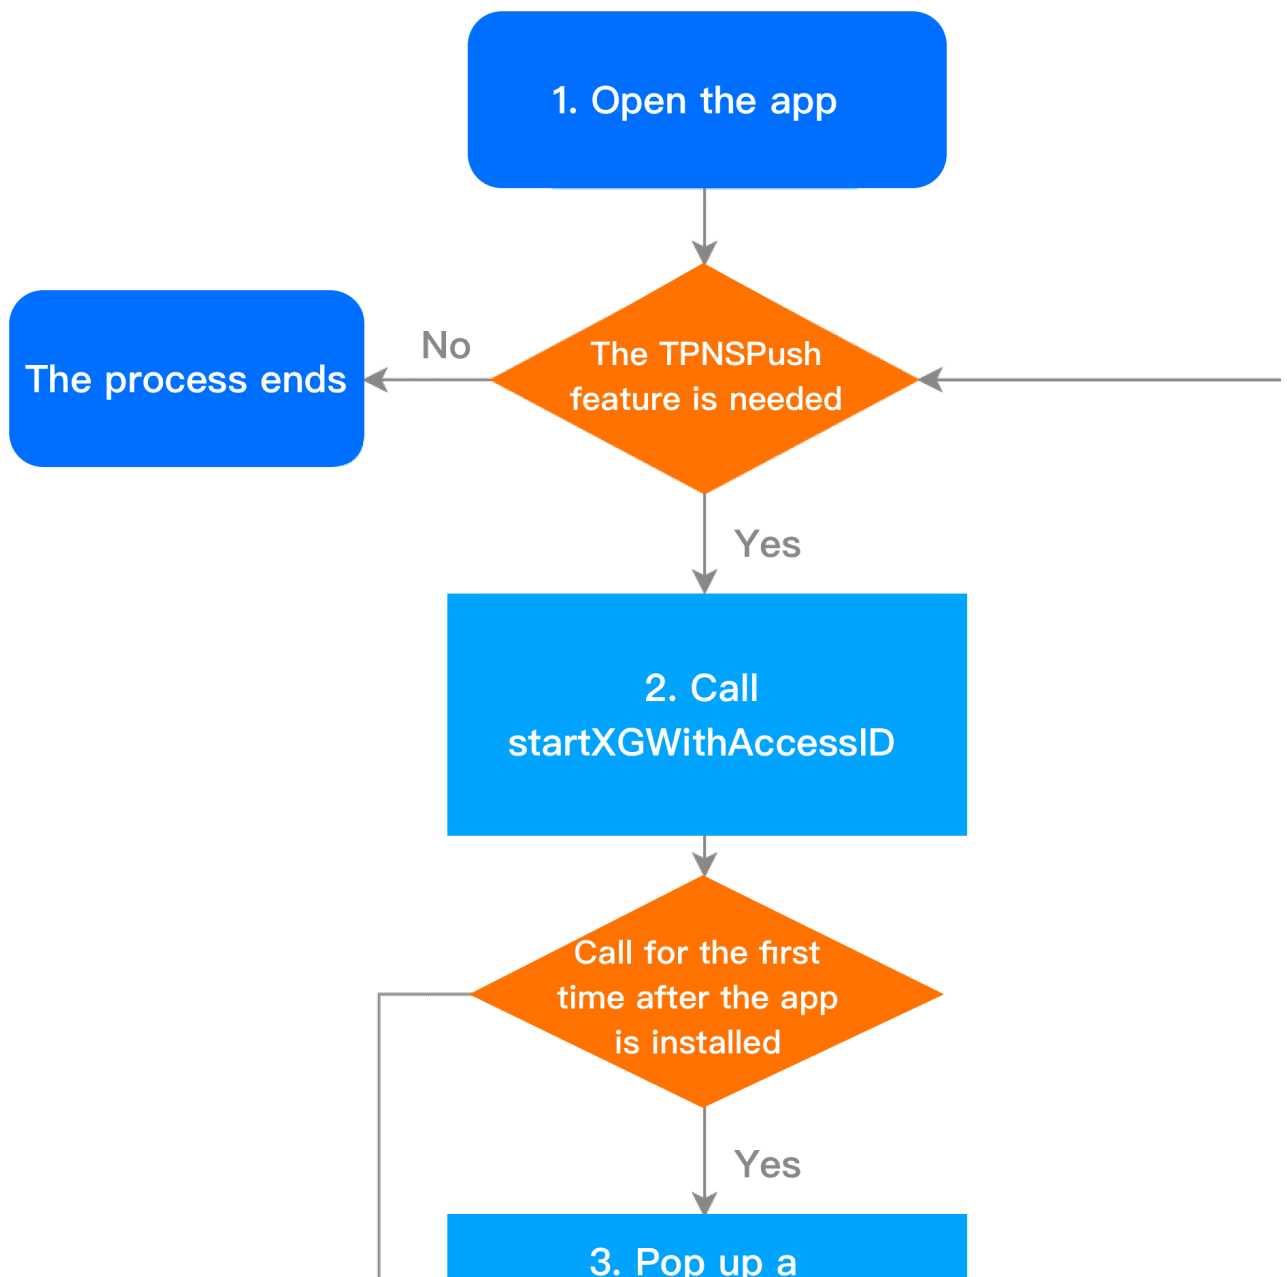 1. Open the app
No
The process ends
The TPNSPush
feature is needed
Yes
2. Call
startXGWithAccessID
Call for the first
time after the app
is installed
Yes
3. Pop up a